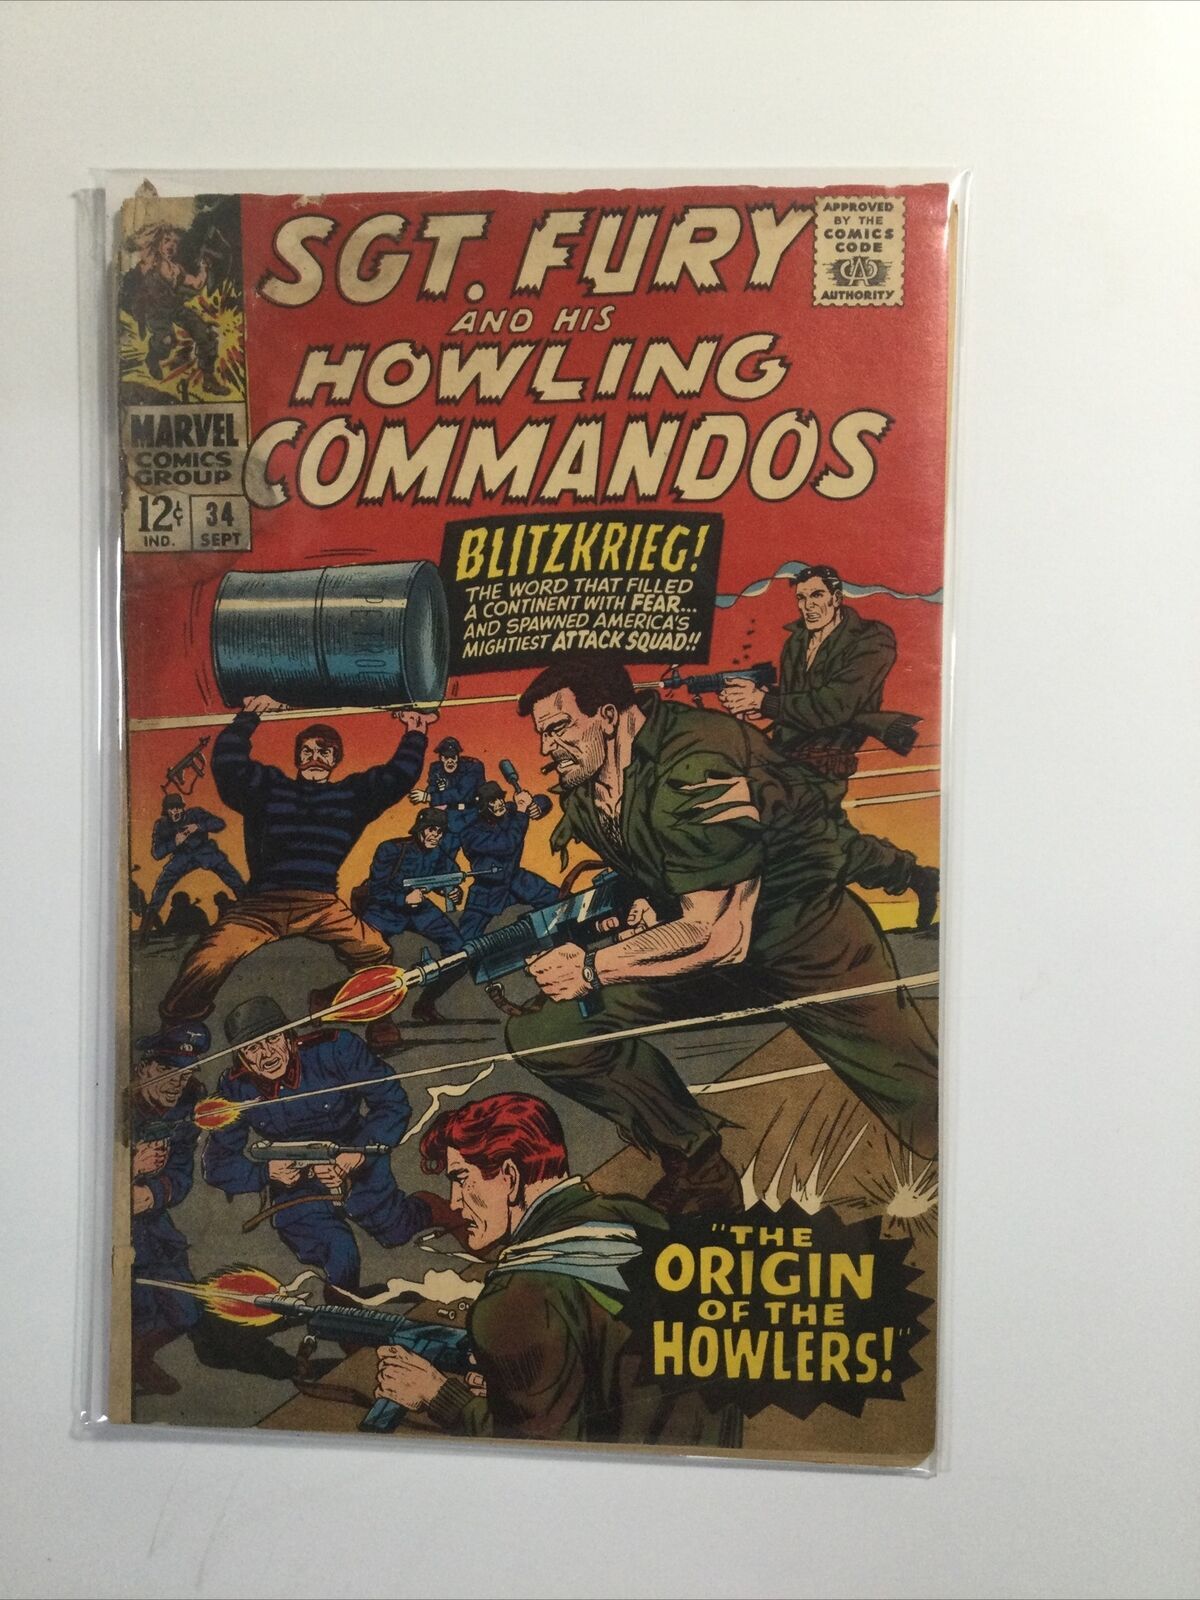 SGT. FURY
AND HIS
HOWLING
COMMANDOS
APPROVED
BY THE
COMICS
CODE
CA
AUTHORITY
MARVEL
COMICS
GROUP
12¢
IND.
34
SEPT
BLITZKRIEG!
THE WORD THAT FILLED
A CONTINENT WITH FEAR...
AND SPAWNED AMERICA'S
MIGHTIEST ATTACK SQUAD!!
PETROL
"THE
ORIGIN
OF THE
HOWLERS!"